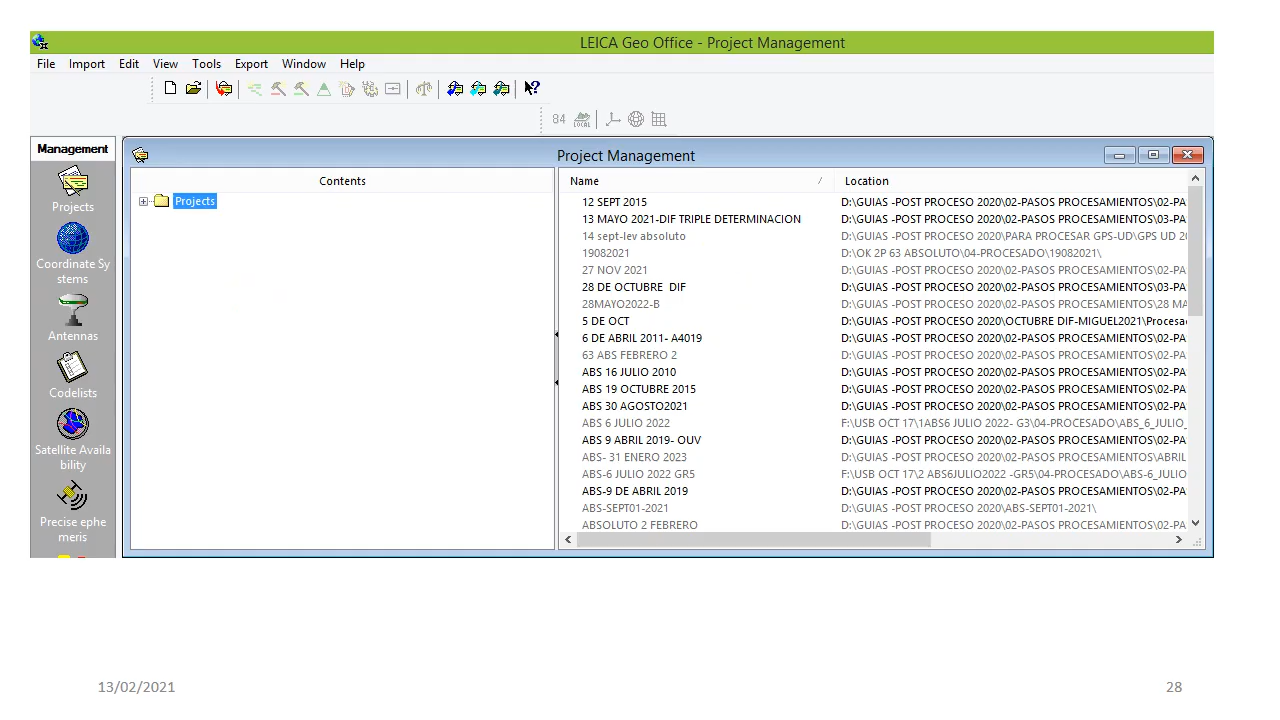 LEICA Geo Office - Project Management
File Import Edit View Tools Export Window Help
84 LOCAL
Management
Project Management
Projects
Coordinate Sy
stems
Antennas
Codelists
Satellite Availa
bility
Precise ephe
meris
Contents
Projects
Name / Location
12 SEPT 2015 D:\GUIAS -POST PROCESO 2020\02-PASOS PROCESAMIENTOS\02-PA
13 MAYO 2021-DIF TRIPLE DETERMINACION D:\GUIAS -POST PROCESO 2020\02-PASOS PROCESAMIENTOS\03-PA
14 sept-lev absoluto D:\GUIAS -POST PROCESO 2020\PARA PROCESAR GPS-UD\GPS UD 20
19082021 D:\OK 2P 63 ABSOLUTO\04-PROCESADO\19082021\
27 NOV 2021 D:\GUIAS -POST PROCESO 2020\02-PASOS PROCESAMIENTOS\02-PA
28 DE OCTUBRE DIF D:\GUIAS -POST PROCESO 2020\02-PASOS PROCESAMIENTOS\03-PA
28MAYO2022-B D:\GUIAS -POST PROCESO 2020\02-PASOS PROCESAMIENTOS\28 MA
5 DE OCT D:\GUIAS -POST PROCESO 2020\OCTUBRE DIF-MIGUEL2021\Procesa
6 DE ABRIL 2011- A4019 D:\GUIAS -POST PROCESO 2020\02-PASOS PROCESAMIENTOS\02-PA
63 ABS FEBRERO 2 D:\GUIAS -POST PROCESO 2020\02-PASOS PROCESAMIENTOS\02-PA
ABS 16 JULIO 2010 D:\GUIAS -POST PROCESO 2020\02-PASOS PROCESAMIENTOS\02-PA
ABS 19 OCTUBRE 2015 D:\GUIAS -POST PROCESO 2020\02-PASOS PROCESAMIENTOS\02-PA
ABS 30 AGOSTO2021 D:\GUIAS -POST PROCESO 2020\02-PASOS PROCESAMIENTOS\02-PA
ABS 6 JULIO 2022 F:\USB OCT 17\1ABS6 JULIO 2022- G3\04-PROCESADO\ABS_6_JULIO_
ABS 9 ABRIL 2019- OUV D:\GUIAS -POST PROCESO 2020\02-PASOS PROCESAMIENTOS\02-PA
ABS- 31 ENERO 2023 D:\GUIAS -POST PROCESO 2020\02-PASOS PROCESAMIENTOS\ABRIL
ABS-6 JULIO 2022 GR5 F:\USB OCT 17\2 ABS6JULIO2022 -GR5\04-PROCESADO\ABS-6_JULIO
ABS-9 DE ABRIL 2019 D:\GUIAS -POST PROCESO 2020\02-PASOS PROCESAMIENTOS\02-PA
ABS-SEPT01-2021 D:\GUIAS -POST PROCESO 2020\ABS-SEPT01-2021\
ABSOLUTO 2 FEBRERO D:\GUIAS -POST PROCESO 2020\02-PASOS PROCESAMIENTOS\02-PA
13/02/2021
28